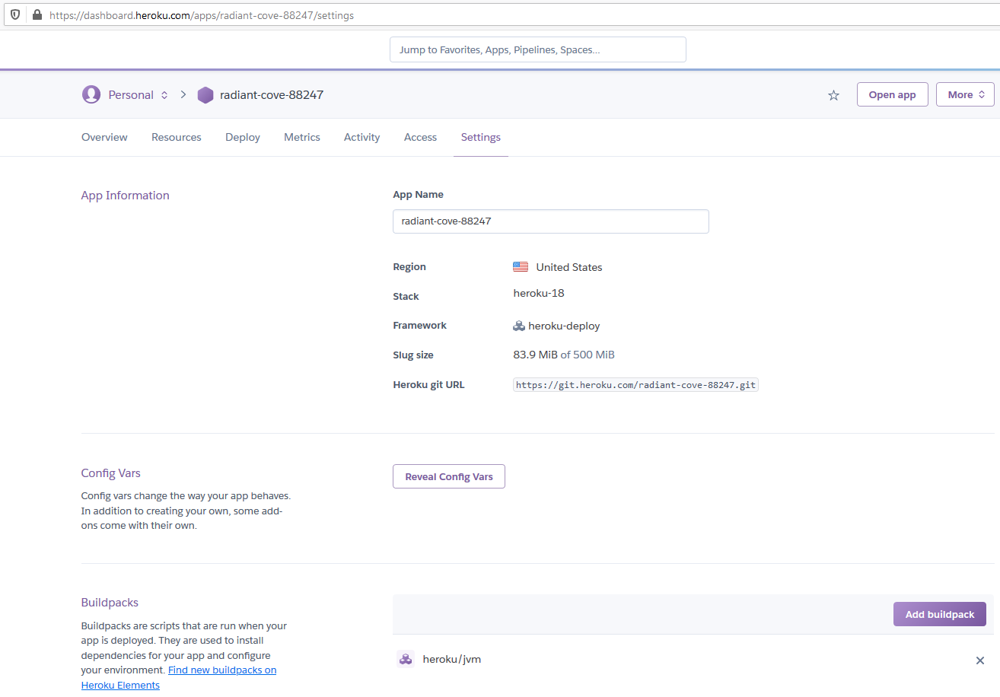 https://dashboard.heroku.com/apps/radiant-cove-88247/settings
Jump to Favorites, Apps, Pipelines, Spaces...
Personal > radiant-cove-88247 Open app More
Overview Resources Deploy Metrics Activity Access Settings
App Information
App Name
radiant-cove-88247
Region United States
Stack heroku-18
Framework heroku-deploy
Slug size 83.9 MiB of 500 MiB
Heroku git URL https://git.heroku.com/radiant-cove-88247.git
Config Vars
Config vars change the way your app behaves.
In addition to creating your own, some add-
ons come with their own.
Reveal Config Vars
Buildpacks
Buildpacks are scripts that are run when your
app is deployed. They are used to install
dependencies for your app and configure
your environment. Find new buildpacks on
Heroku Elements
Add buildpack
heroku/jvm